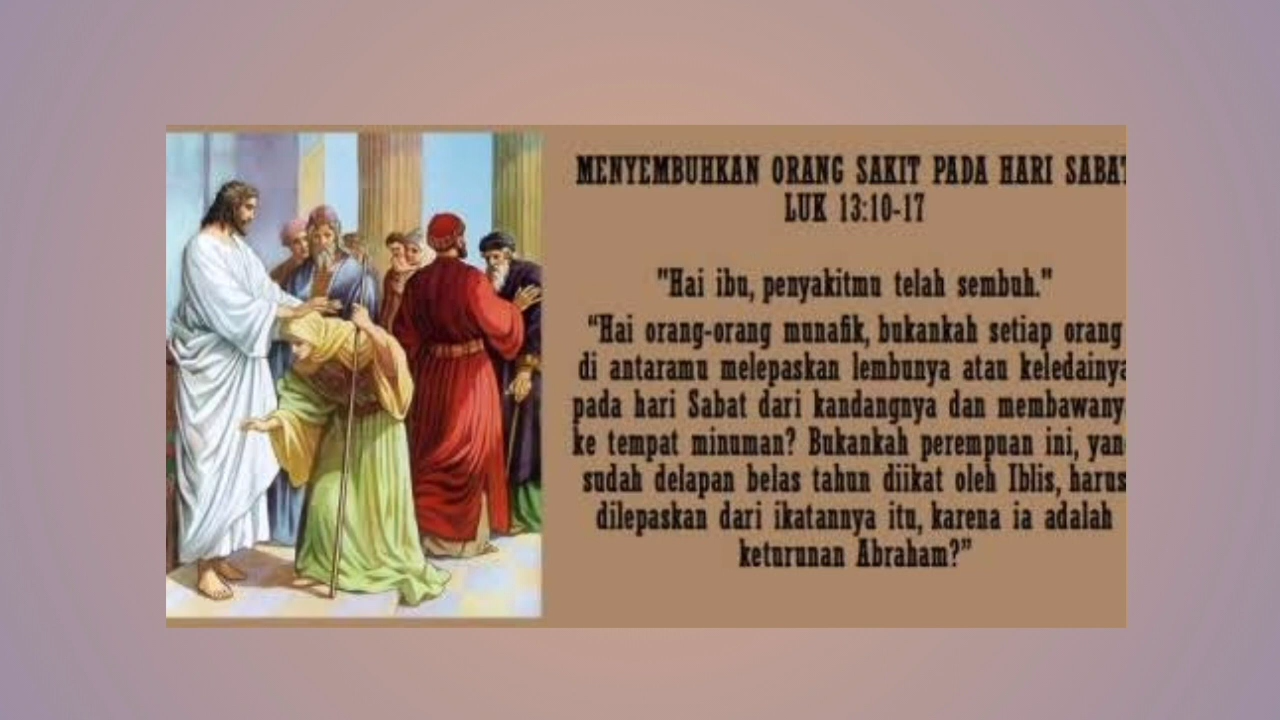 MENYEMBUHKAN ORANG SAKIT PADA HARI SABAT
LUK 13:10-17
"Hai ibu, penyakitmu telah sembuh."
“Hai orang-orang munafik, bukankah setiap orang
di antaramu melepaskan lembunya atau keledainya
pada hari Sabat dari kandangnya dan membawany
ke tempat minuman? Bukankah perempuan ini, yan
sudah delapan belas tahun diikat oleh Iblis, harus
dilepaskan dari ikatannya itu, karena ia adalah
keturunan Abraham?”